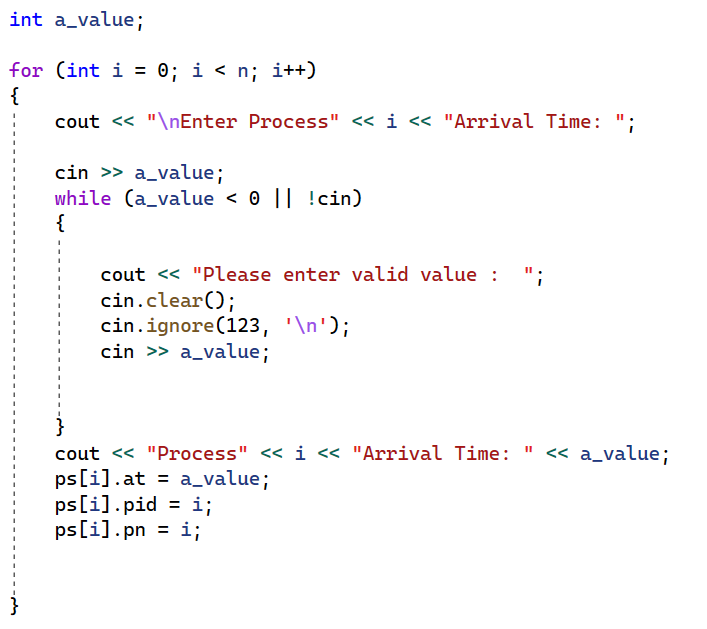 int a_value;
for (int i = 0; i < n; i++)
{
cout << "\nEnter Process" << i << "Arrival Time: ";
cin >> a_value;
while (a_value < 0 || !cin)
{
cout << "Please enter valid value :  ";
cin.clear();
cin.ignore(123, '\n');
cin >> a_value;
}
cout << "Process" << i << "Arrival Time: " << a_value;
ps[i].at = a_value;
ps[i].pid = i;
ps[i].pn = i;
}